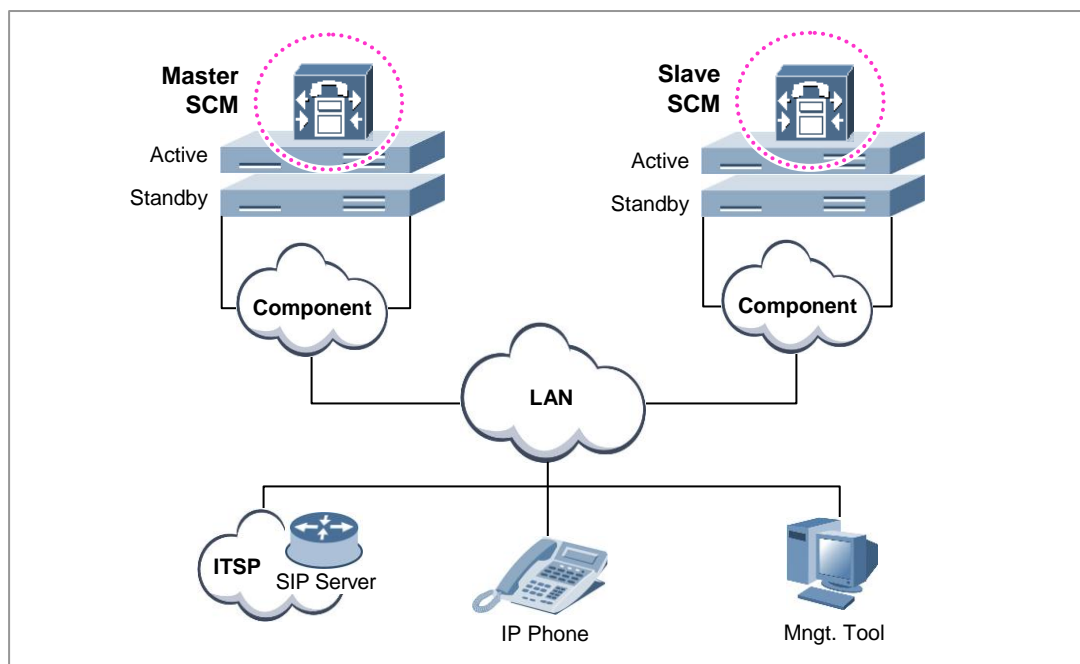 Master
SCM
Slave
SCM
Active
Standby
Active
Standby
Component
Component
LAN
ITSP
SIP Server
IP Phone
Mngt. Tool